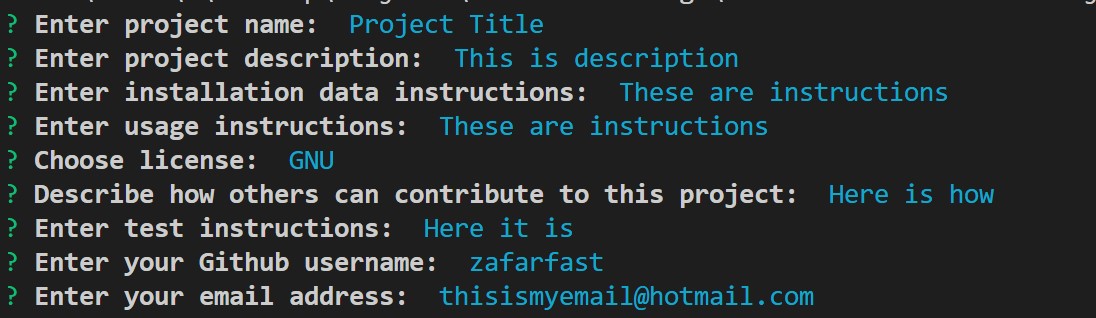 ? Enter project name: Project Title
? Enter project description: This is description
? Enter installation data instructions: These are instructions
? Enter usage instructions: These are instructions
? Choose license: GNU
? Describe how others can contribute to this project: Here is how
? Enter test instructions: Here it is
? Enter your Github username: zafarfast
? Enter your email address: thisismyemail@hotmail.com